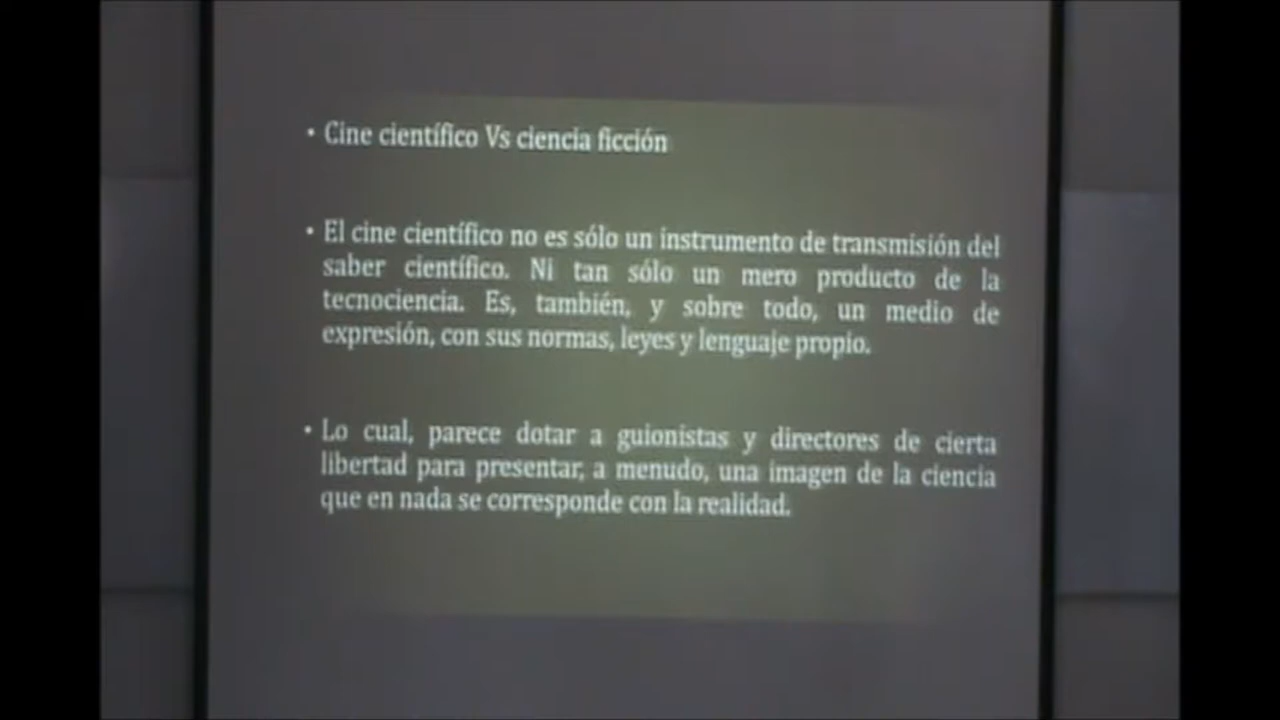 • Cine científico Vs ciencia ficción
• El cine científico no es sólo un instrumento de transmisión del
saber científico. Ni tan sólo un mero producto de la
tecnociencia. Es, también, y sobre todo, un medio de
expresión, con sus normas, leyes y lenguaje propio.
• Lo cual, parece dotar a guionistas y directores de cierta
libertad para presentar, a menudo, una imagen de la ciencia
que en nada se corresponde con la realidad.